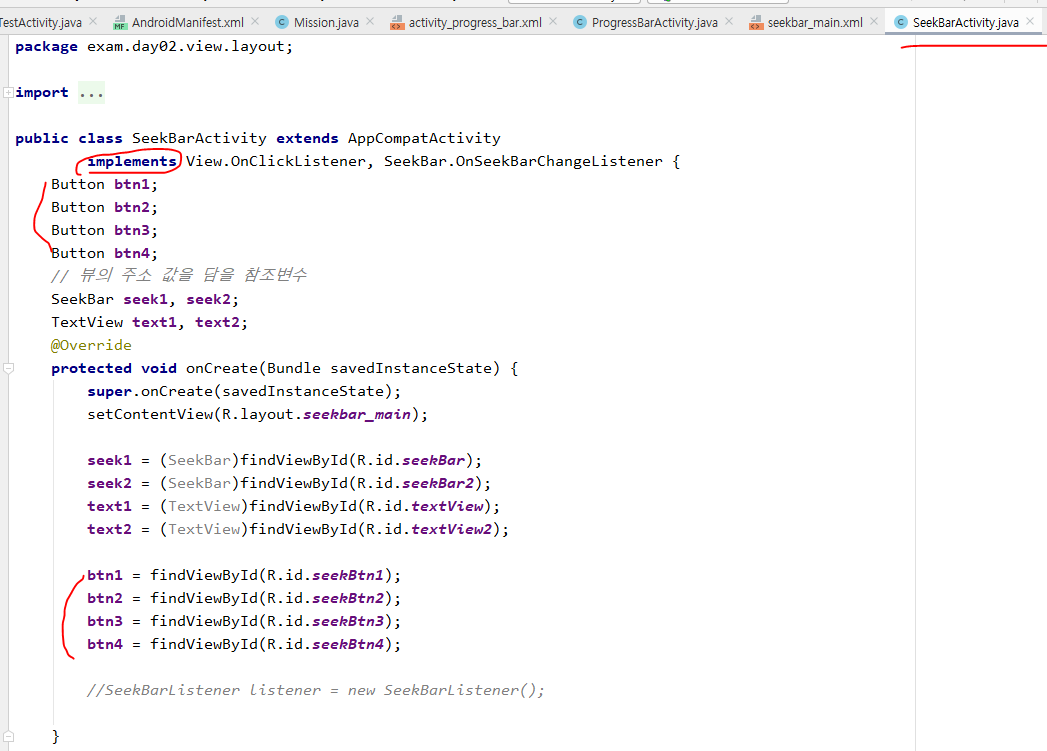 TestActivity.java AndroidManifest.xml Mission.java activity_progress_bar.xml ProgressBarActivity.java seekbar_main.xml SeekBarActivity.java
package exam.day02.view.layout;
import ...
public class SeekBarActivity extends AppCompatActivity
implements View.OnClickListener, SeekBar.OnSeekBarChangeListener {
Button btn1;
Button btn2;
Button btn3;
Button btn4;
// 뷰의 주소 값을 담을 참조변수
SeekBar seek1, seek2;
TextView text1, text2;
@Override
protected void onCreate(Bundle savedInstanceState) {
super.onCreate(savedInstanceState);
setContentView(R.layout.seekbar_main);
seek1 = (SeekBar)findViewById(R.id.seekBar);
seek2 = (SeekBar)findViewById(R.id.seekBar2);
text1 = (TextView)findViewById(R.id.textView);
text2 = (TextView)findViewById(R.id.textView2);
btn1 = findViewById(R.id.seekBtn1);
btn2 = findViewById(R.id.seekBtn2);
btn3 = findViewById(R.id.seekBtn3);
btn4 = findViewById(R.id.seekBtn4);
//SeekBarListener listener = new SeekBarListener();
}